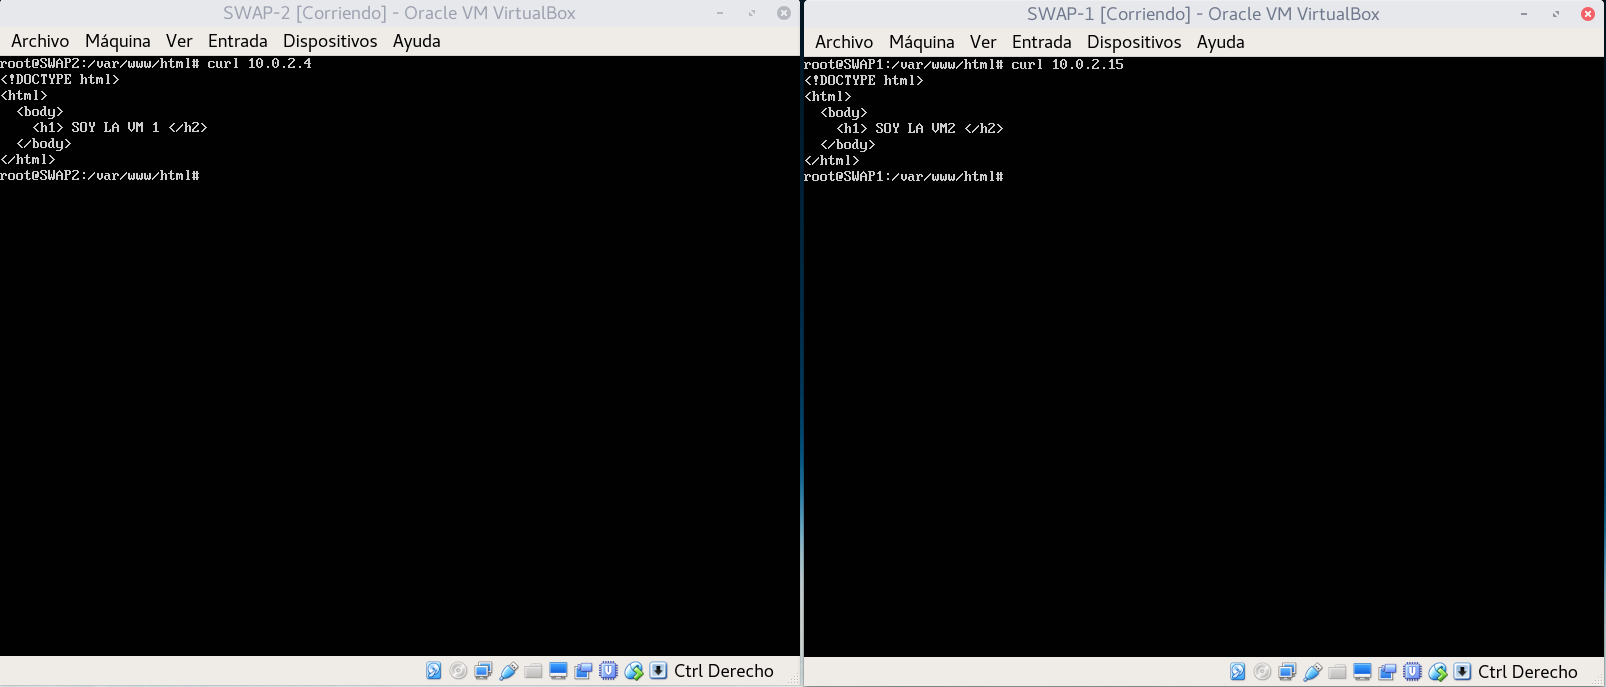 SWAP-2 [Corriendo] - Oracle VM VirtualBox
Archivo Máquina Ver Entrada Dispositivos Ayuda
root@SWAP2:/var/www/html# curl 10.0.2.4
<!DOCTYPE html>
<html>
  <body>
    <h1> SOY LA VM 1 </h2>
  </body>
</html>
root@SWAP2:/var/www/html#
Ctrl Derecho
SWAP-1 [Corriendo] - Oracle VM VirtualBox
Archivo Máquina Ver Entrada Dispositivos Ayuda
root@SWAP1:/var/www/html# curl 10.0.2.15
<!DOCTYPE html>
<html>
  <body>
    <h1> SOY LA VM2 </h2>
  </body>
</html>
root@SWAP1:/var/www/html#
Ctrl Derecho